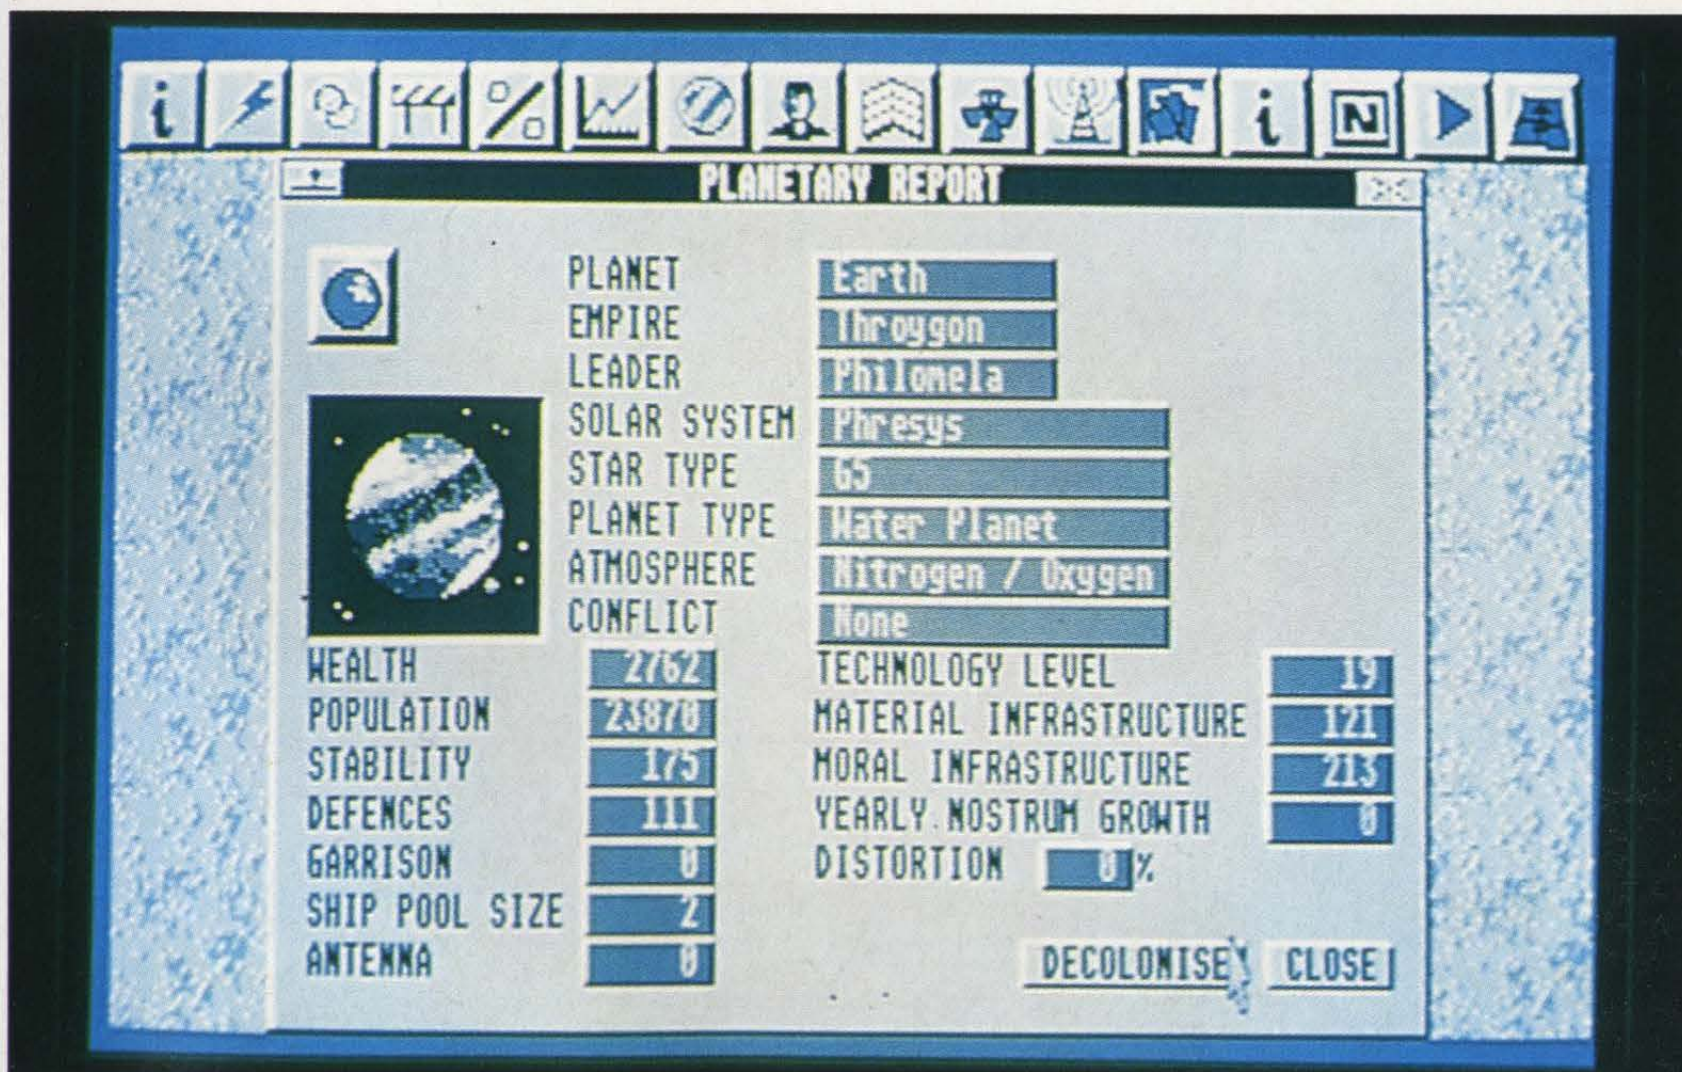 PLANETARY REPORT
PLANET Earth
EMPIRE Throygon
LEADER Philomela
SOLAR SYSTEM Phresys
STAR TYPE G5
PLANET TYPE Water Planet
ATMOSPHERE Nitrogen / Oxygen
CONFLICT None
WEALTH 2762 TECHNOLOGY LEVEL 19
POPULATION 23870 MATERIAL INFRASTRUCTURE 121
STABILITY 175 MORAL INFRASTRUCTURE 213
DEFENCES 111 YEARLY NOSTRUM GROWTH 0
GARRISON 0 DISTORTION 0 %
SHIP POOL SIZE 2
ANTENNA 0
DECOLONISE CLOSE